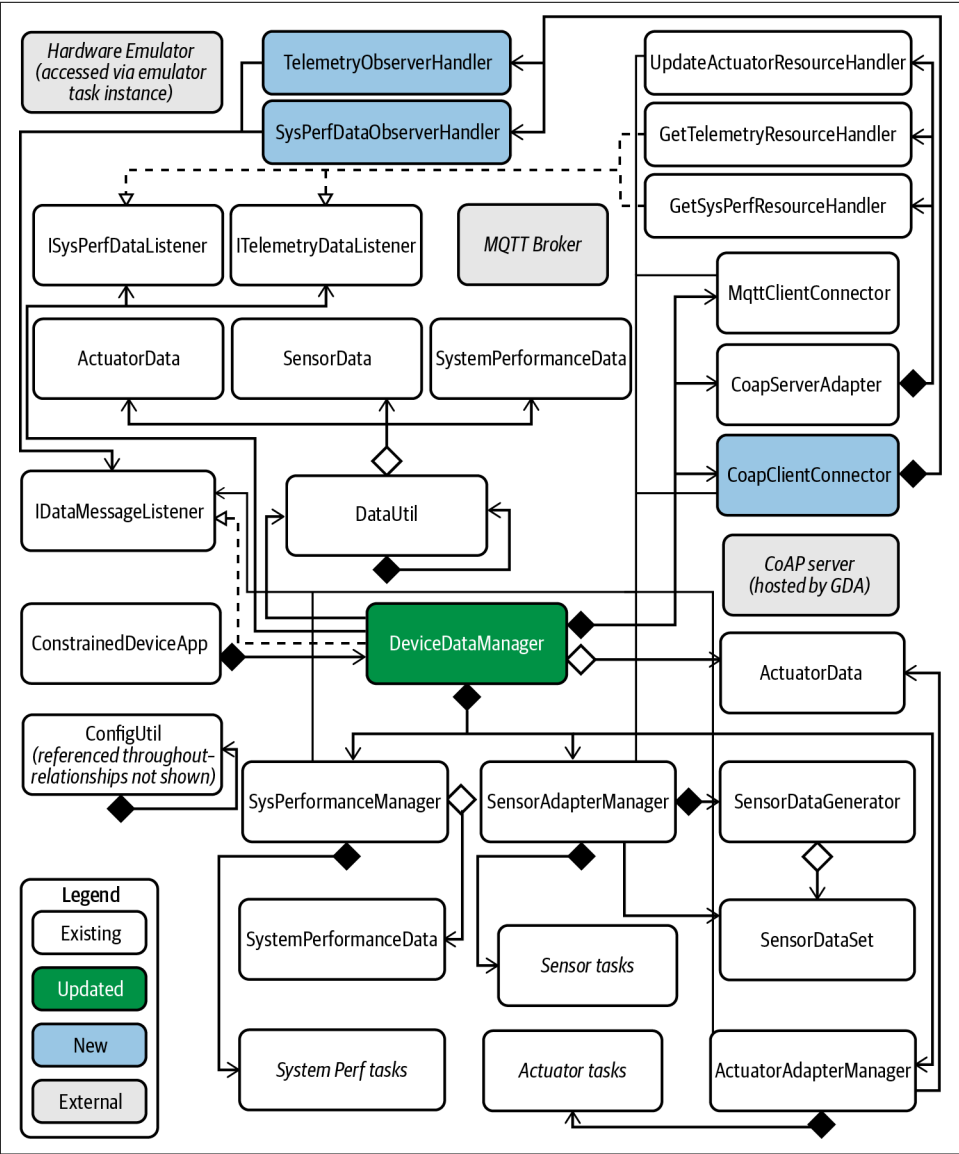 Hardware Emulator
(accessed via emulator
task instance)
TelemetryObserverHandler
SysPerfDataObserverHandler
UpdateActuatorResourceHandler
GetTelemetryResourceHandler
GetSysPerfResourceHandler
ISysPerfDataListener
ITelemetryDataListener
MQTT Broker
MqttClientConnector
ActuatorData
SensorData
SystemPerformanceData
CoapServerAdapter
CoapClientConnector
IDataMessageListener
DataUtil
CoAP server
(hosted by GDA)
ConstrainedDeviceApp
DeviceDataManager
ActuatorData
ConfigUtil
(referenced throughout–
relationships not shown)
SysPerformanceManager
SensorAdapterManager
SensorDataGenerator
Legend
Existing
Updated
New
External
SystemPerformanceData
Sensor tasks
SensorDataSet
System Perf tasks
Actuator tasks
ActuatorAdapterManager